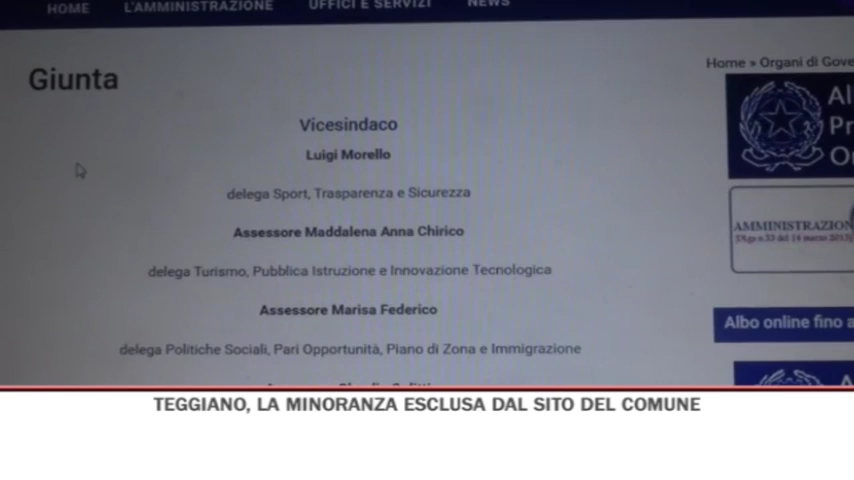 HOME L'AMMINISTRAZIONE UFFICI E SERVIZI NEWS
Giunta
Home » Organi di Gove
Vicesindaco
Luigi Morello
delega Sport, Trasparenza e Sicurezza
Assessore Maddalena Anna Chirico
delega Turismo, Pubblica Istruzione e Innovazione Tecnologica
Assessore Marisa Federico
delega Politiche Sociali, Pari Opportunità, Piano di Zona e Immigrazione
Al
Pr
O
AMMINISTRAZION
Albo online fino a
TEGGIANO, LA MINORANZA ESCLUSA DAL SITO DEL COMUNE